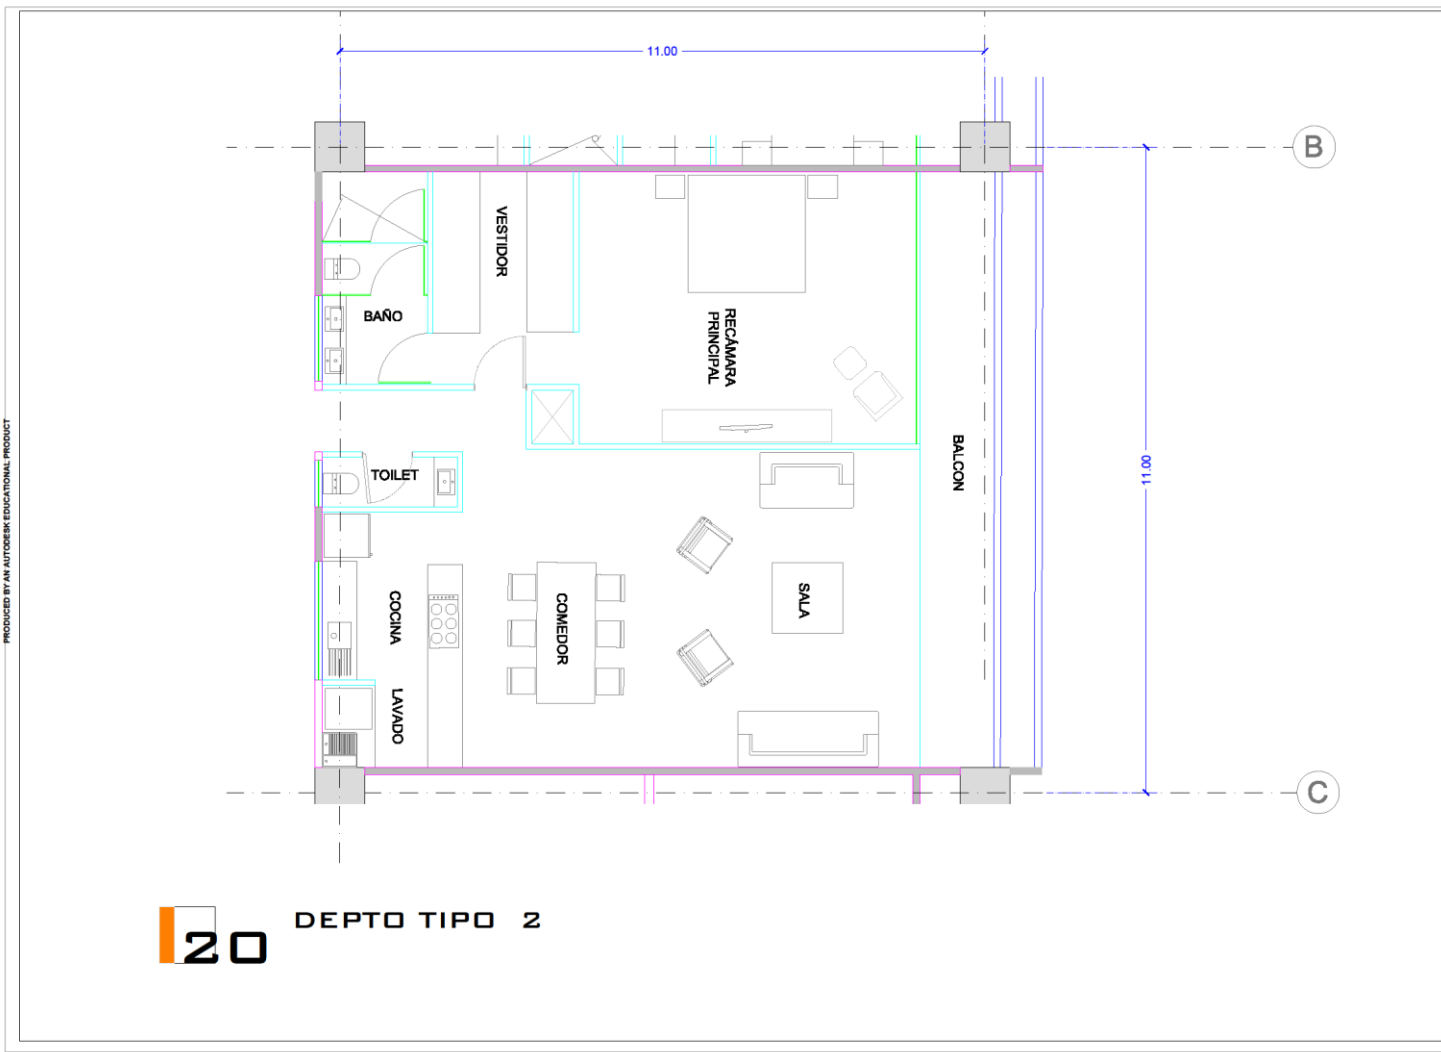 11.00
B
VESTIDOR
BAÑO
RECÁMARA
PRINCIPAL
BALCON
11.00
TOILET
COCINA
COMEDOR
SALA
LAVADO
C
PRODUCED BY AN AUTODESK EDUCATIONAL PRODUCT
20
DEPTO TIPO 2